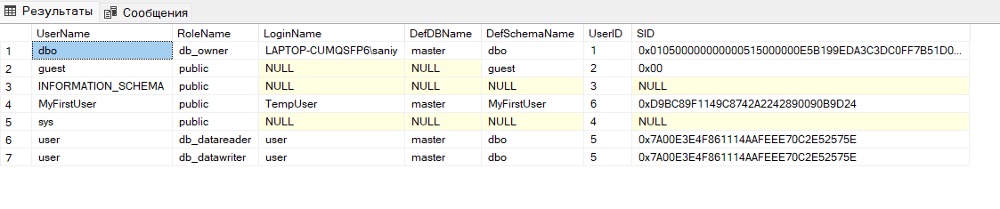 Результаты Сообщения
UserName RoleName LoginName DefDBName DefSchemaName UserID SID
1 dbo db_owner LAPTOP-CUMQSFP6\saniy master dbo 1 0x010500000000000515000000E5B199EDA3C3DC0FF7B51D0...
2 guest public NULL NULL guest 2 0x00
3 INFORMATION_SCHEMA public NULL NULL NULL 3 NULL
4 MyFirstUser public TempUser master MyFirstUser 6 0xD9BC89F1149C8742A2242890090B9D24
5 sys public NULL NULL NULL 4 NULL
6 user db_datareader user master dbo 5 0x7A00E3E4F861114AAFEEE70C2E52575E
7 user db_datawriter user master dbo 5 0x7A00E3E4F861114AAFEEE70C2E52575E